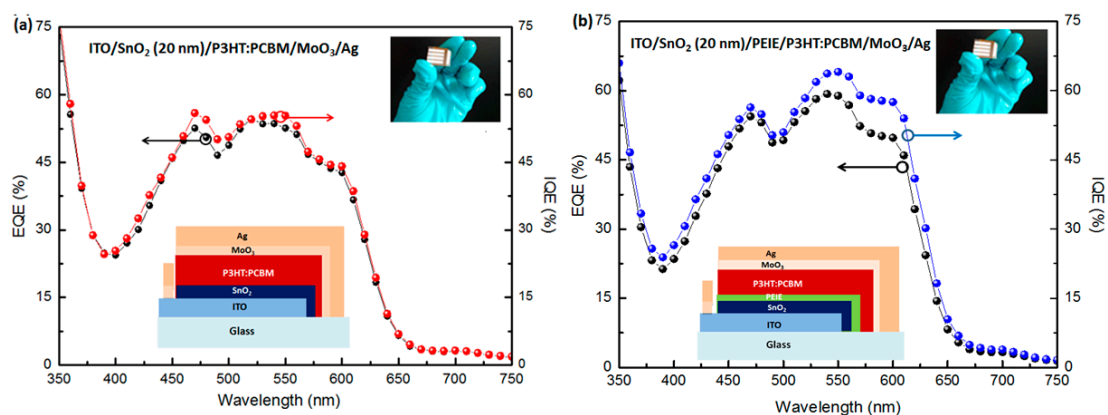 (a)
ITO/SnO₂ (20 nm)/P3HT:PCBM/MoO₃/Ag
75
60
45
30
15
0
EQE (%)
75
60
45
30
15
0
IQE (%)
Ag
MoO₃
P3HT:PCBM
SnO₂
ITO
Glass
350 400 450 500 550 600 650 700 750
Wavelength (nm)
(b)
ITO/SnO₂ (20 nm)/PEIE/P3HT:PCBM/MoO₃/Ag
75
60
45
30
15
0
EQE (%)
75
60
45
30
15
0
IQE (%)
Ag
MoO₃
P3HT:PCBM
PEIE
SnO₂
ITO
Glass
350 400 450 500 550 600 650 700 750
Wavelength (nm)